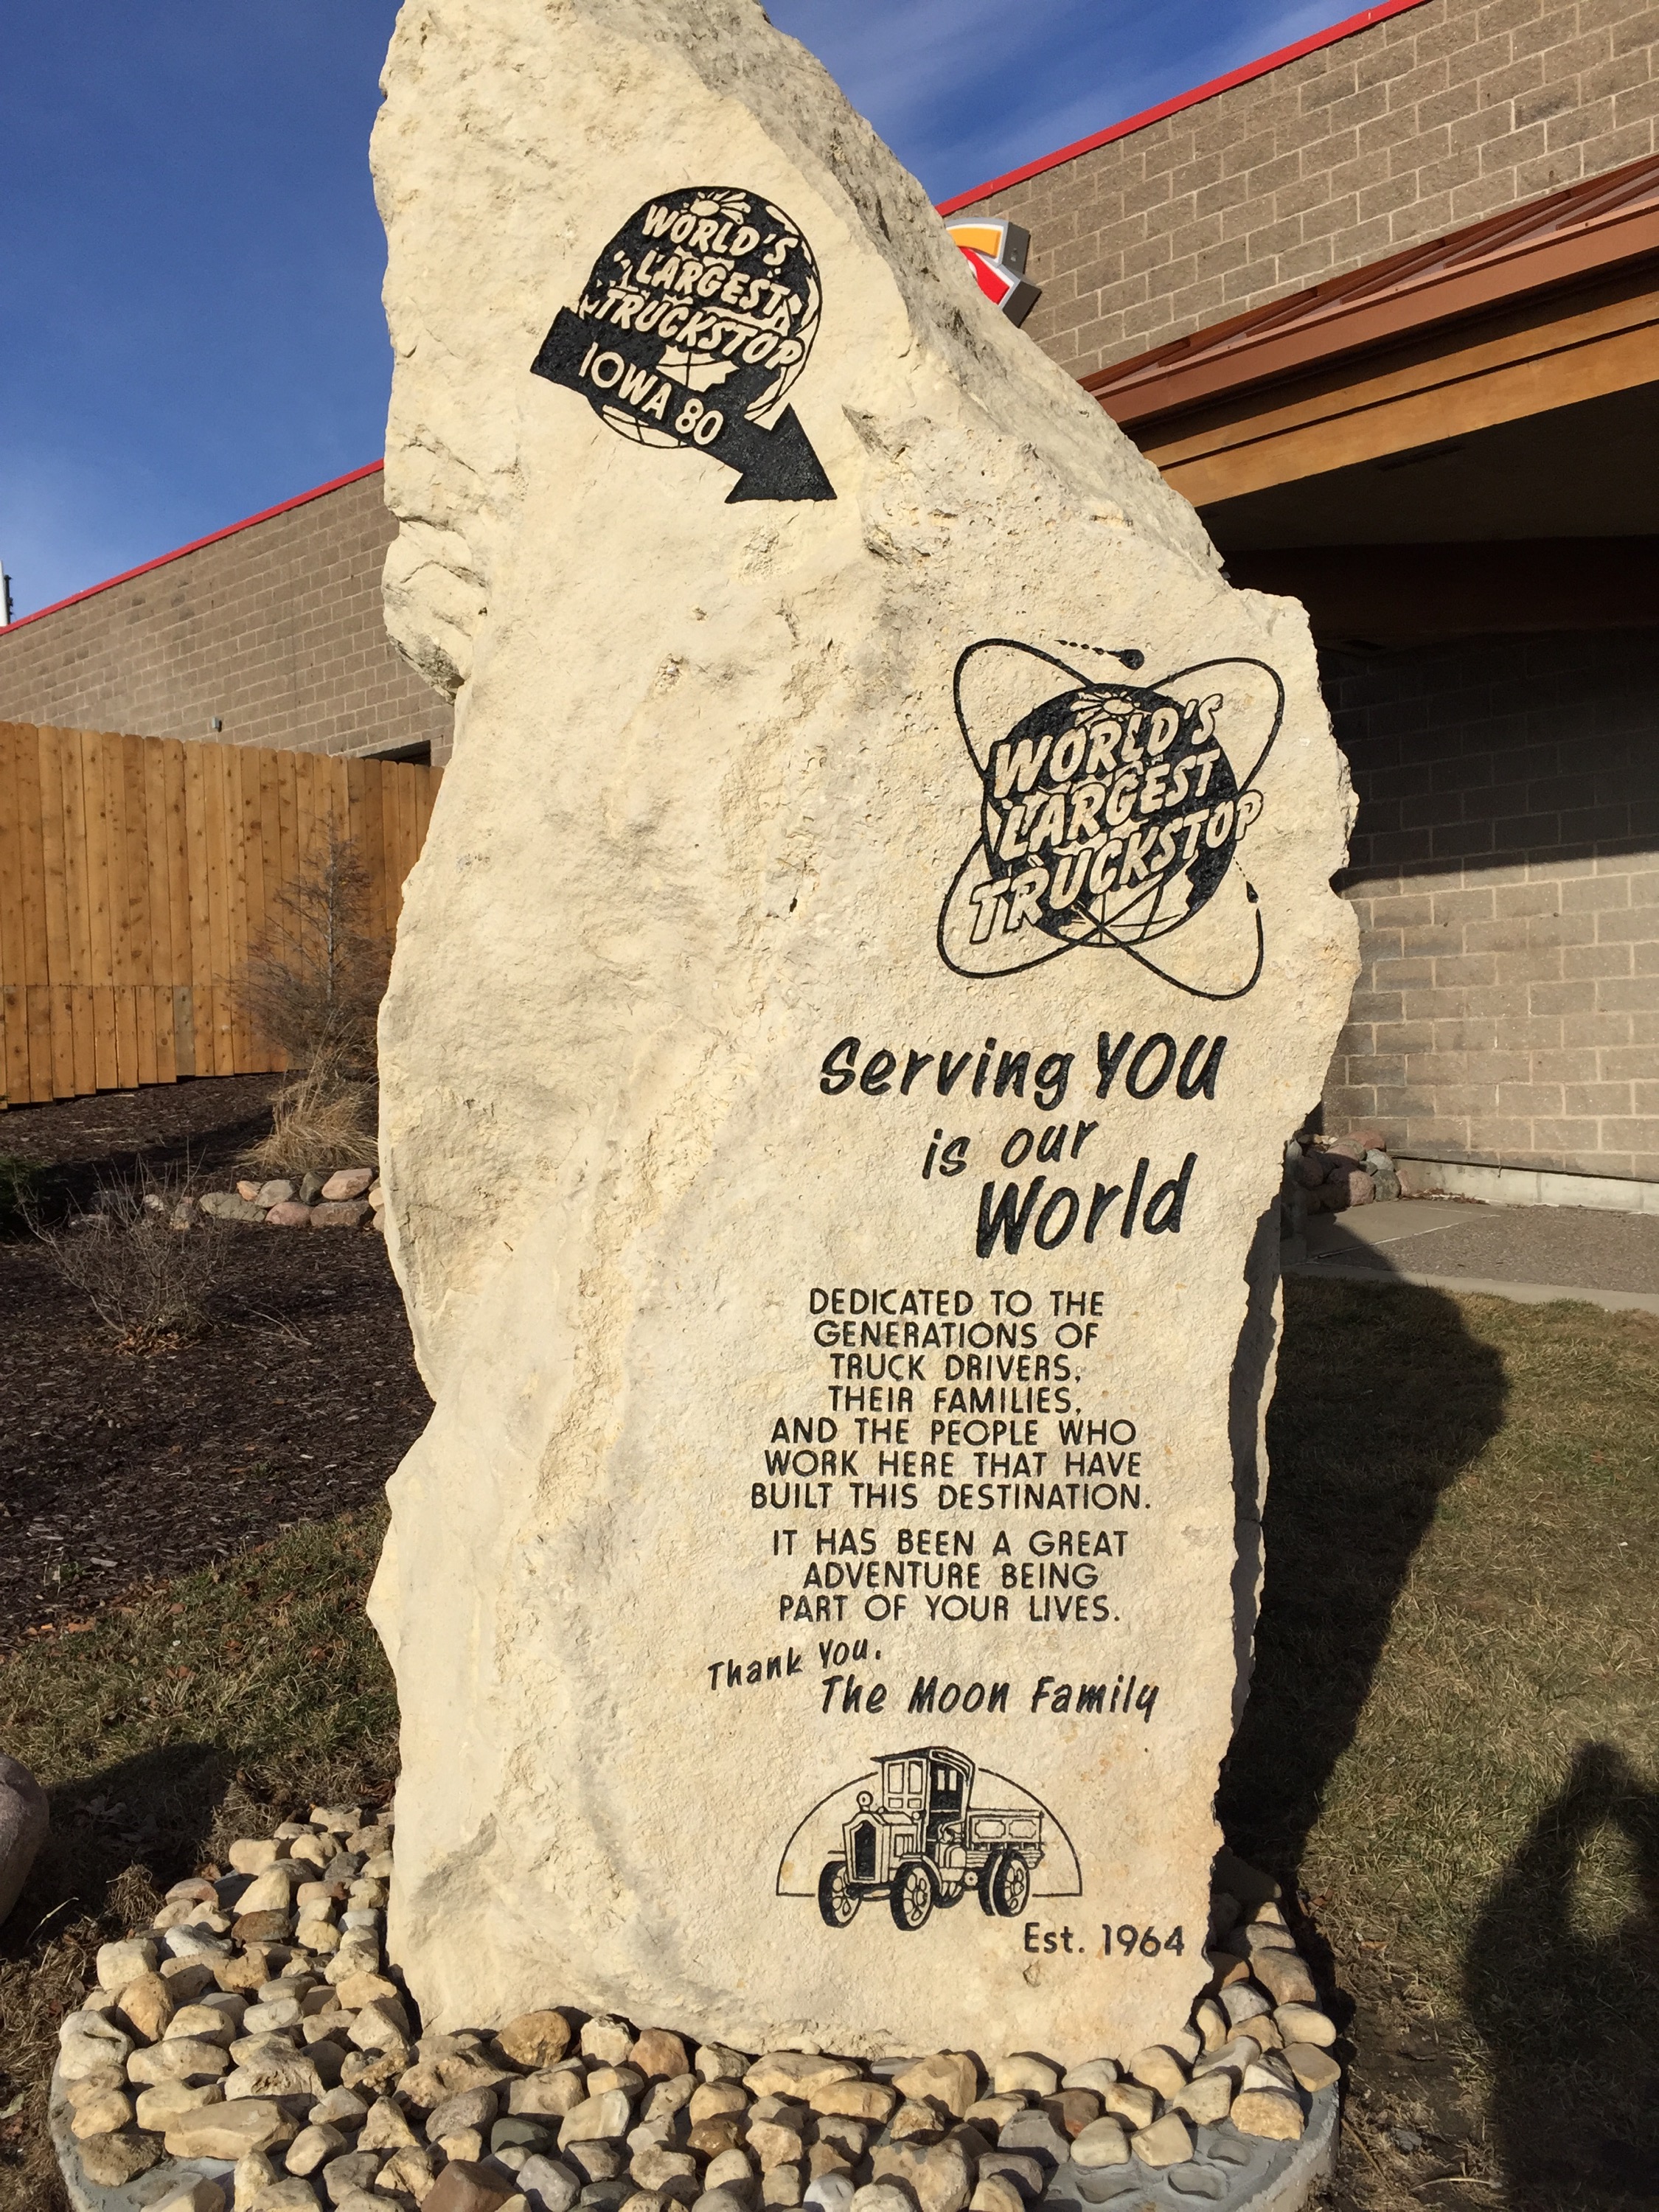 WORLD'S
LARGEST
TRUCKSTOP
IOWA 80
WORLD'S
LARGEST
TRUCKSTOP
Serving YOU
is our
World
DEDICATED TO THE
GENERATIONS OF
TRUCK DRIVERS,
THEIR FAMILIES,
AND THE PEOPLE WHO
WORK HERE THAT HAVE
BUILT THIS DESTINATION.
IT HAS BEEN A GREAT
ADVENTURE BEING
PART OF YOUR LIVES.
Thank You,
The Moon Family
Est. 1964